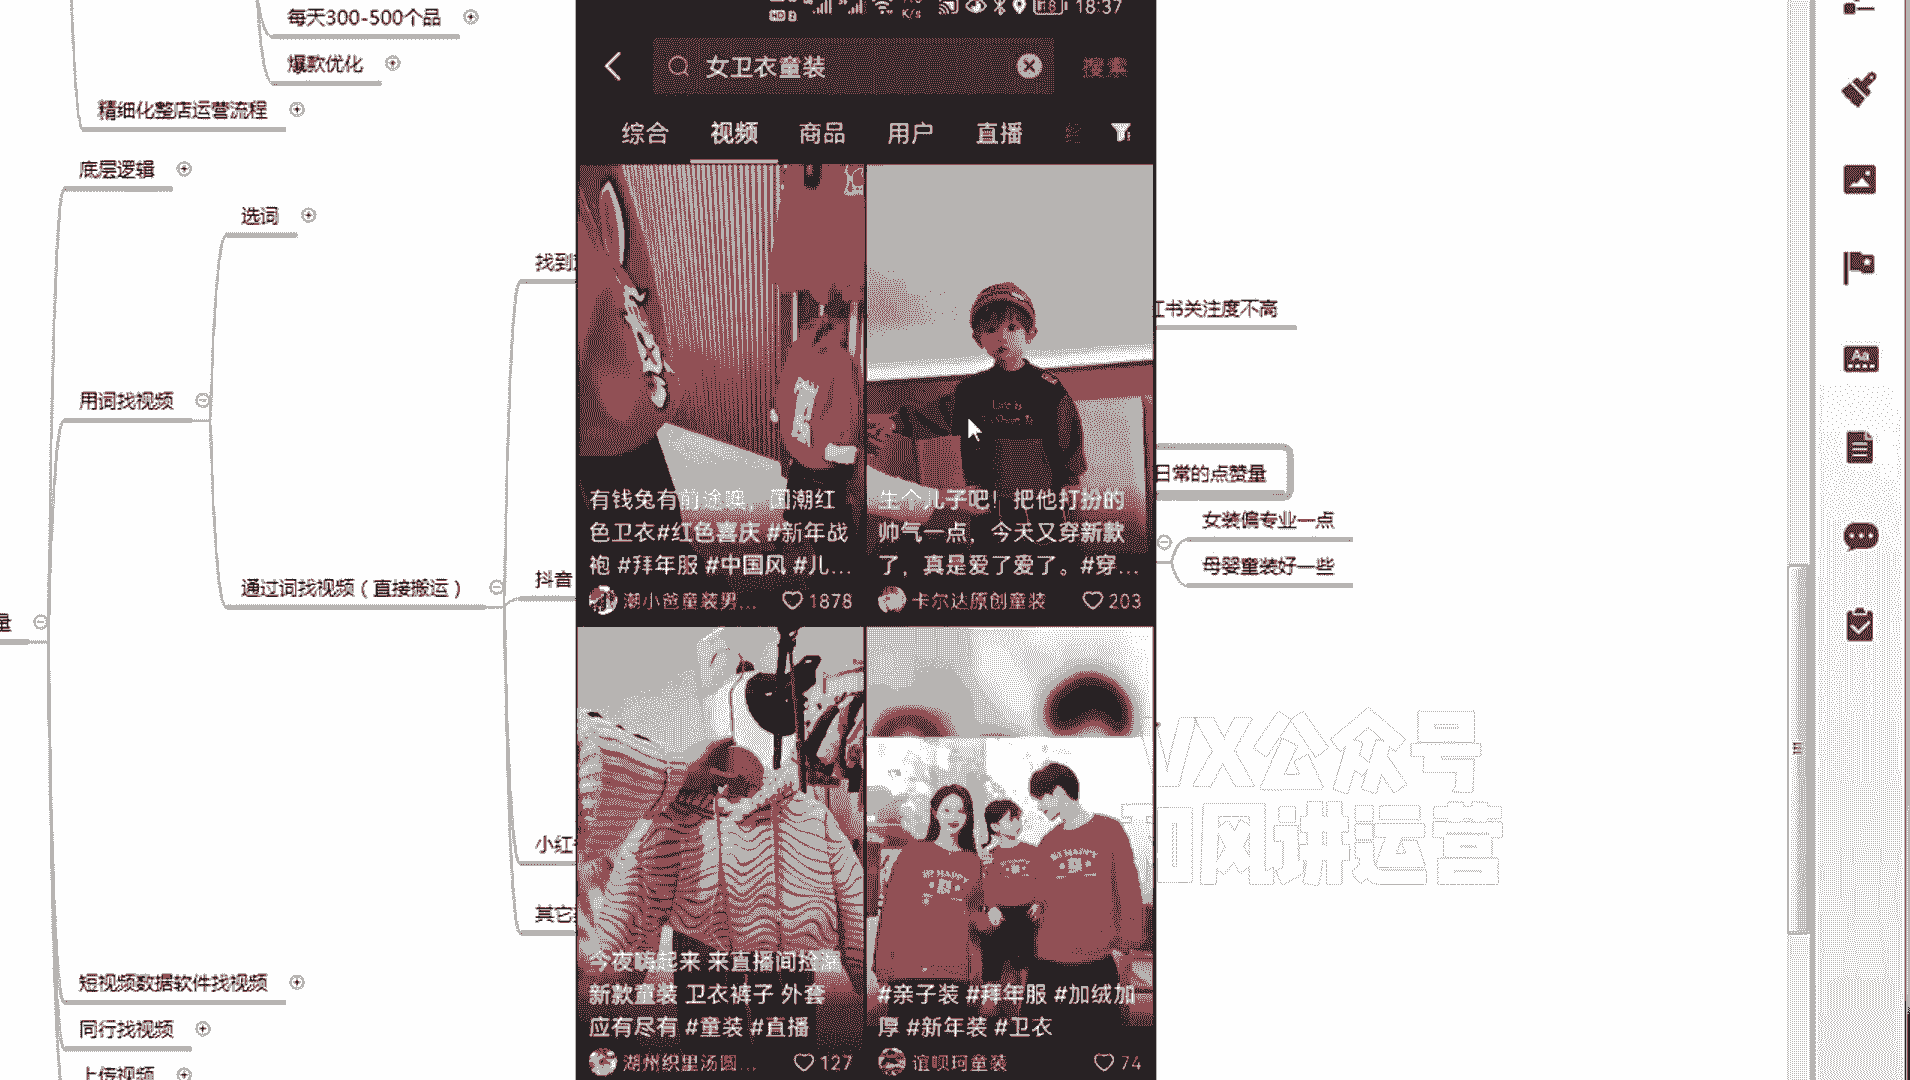 每天300-500个品
爆款优化
精细化整店运营流程
底层逻辑
选词
用词找视频
通过词找视频（直接搬运）
找到
抖音
小红
其它
短视频数据软件找视频
同行找视频
上传视频
量
18:37
女卫衣童装
搜索
综合 视频 商品 用户 直播
有钱兔有前途噢，国潮红
色卫衣#红色喜庆 #新年战
袍 #拜年服 #中国风 #儿...
潮小爸童装男... 1878
生个儿子吧！把他打扮的
帅气一点，今天又穿新款
了，真是爱了爱了。#穿...
卡尔达原创童装 203
今夜嗨起来 来直播间捡漏
新款童装 卫衣裤子 外套
应有尽有 #童装 #直播
湖州织里汤圆... 127
#亲子装 #拜年服 #加绒加
厚 #新年装 #卫衣
谊呗珂童装 74
红书关注度不高
日常的点赞量
女装偏专业一点
母婴童装好一些
VX公众号
和风讲运营